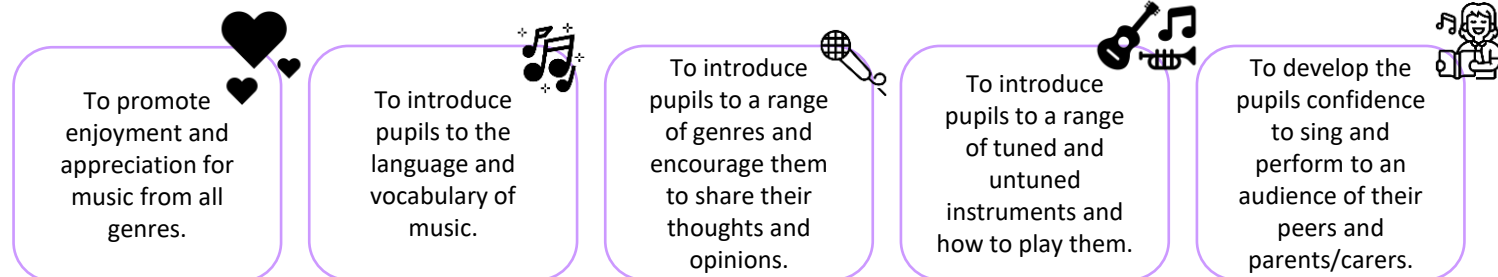 To promote
enjoyment and
appreciation for
music from all
genres.
To introduce
pupils to the
language and
vocabulary of
music.
To introduce
pupils to a range
of genres and
encourage them
to share their
thoughts and
opinions.
To introduce
pupils to a range
of tuned and
untuned
instruments and
how to play them.
To develop the
pupils confidence
to sing and
perform to an
audience of their
peers and
parents/carers.